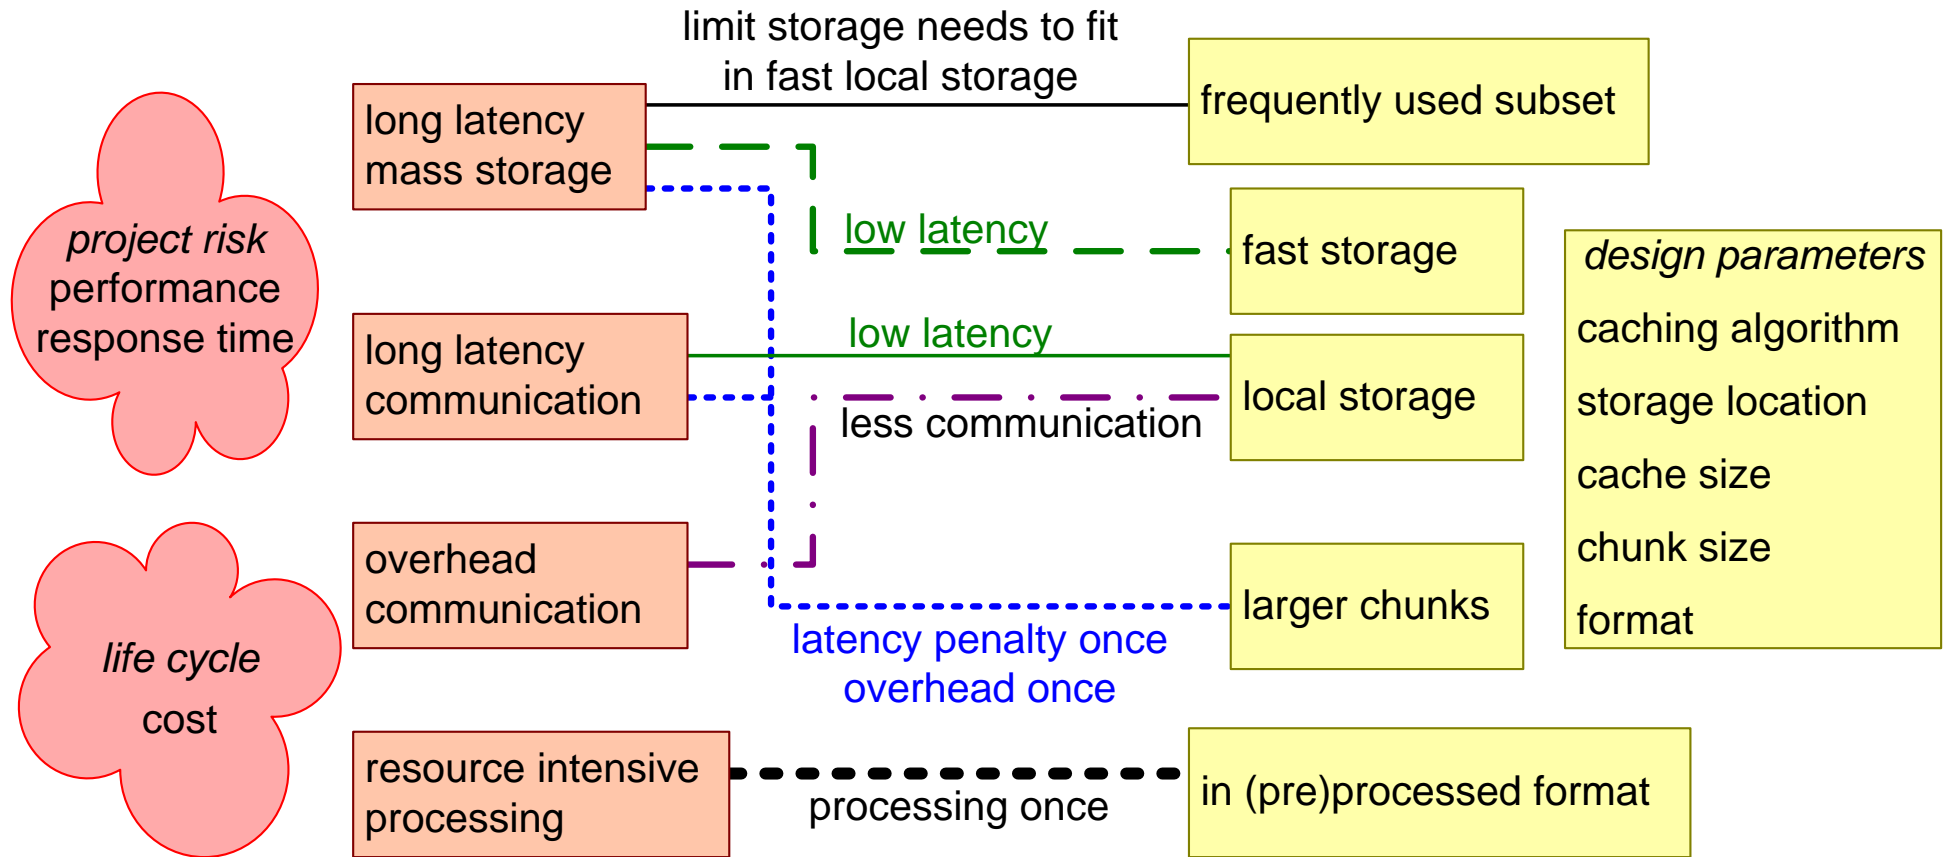 limit storage needs to fit
in fast local storage
project risk
performance
response time
life cycle
cost
long latency
mass storage
long latency
communication
overhead
communication
resource intensive
processing
low latency
low latency
less communication
latency penalty once
overhead once
processing once
frequently used subset
fast storage
local storage
larger chunks
in (pre)processed format
design parameters
caching algorithm
storage location
cache size
chunk size
format